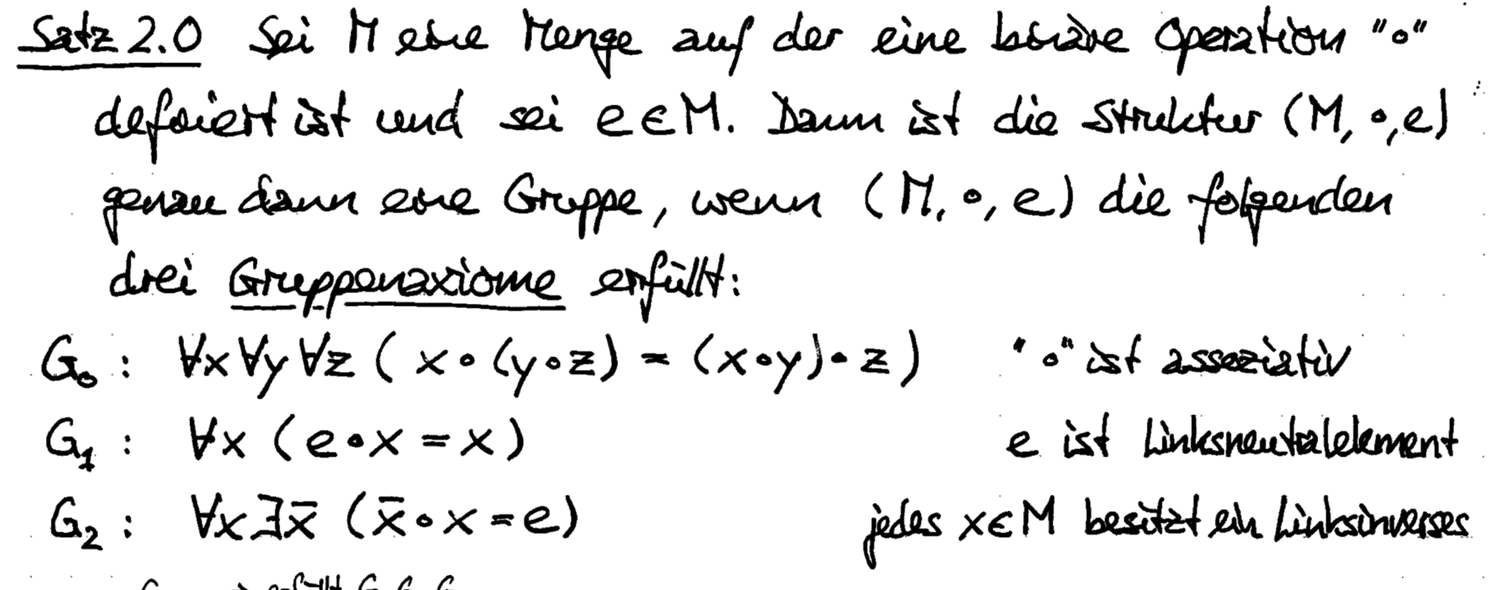 Satz 2.0 Sei M eine Menge auf der eine binäre Operation "∘"
definiert ist und sei e∈M. Dann ist die Struktur (M, ∘, e)
genau dann eine Gruppe, wenn (M, ∘, e) die folgenden
drei Gruppenaxiome erfüllt:
G₀ : ∀x∀y∀z ( x∘(y∘z) = (x∘y)∘z ) "∘" ist assoziativ
G₁ : ∀x (e∘x = x) e ist Linksneutralelement
G₂ : ∀x∃x̄ (x̄∘x = e) jedes x∈M besitzt ein Linksinverses